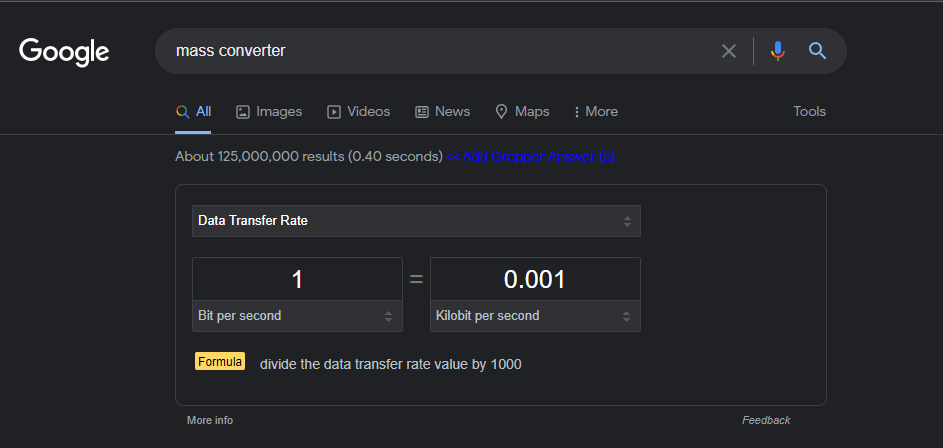 Google mass converter
All Images Videos News Maps More Tools
About 125,000,000 results (0.40 seconds) << Add Grepper Answer (a)
Data Transfer Rate
1 = 0.001
Bit per second Kilobit per second
Formula divide the data transfer rate value by 1000
More info Feedback